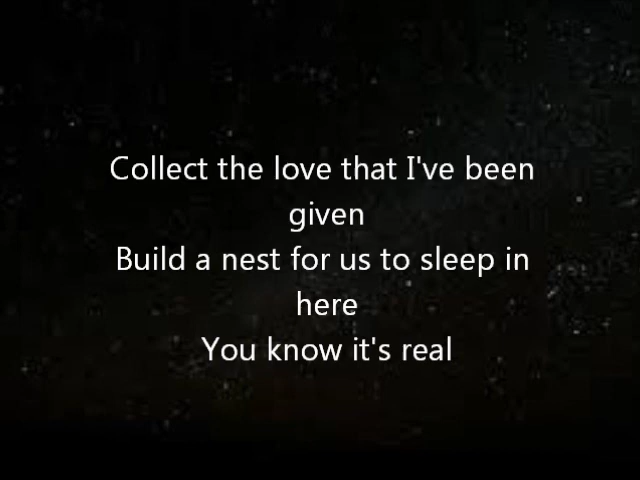 Collect the love that I've been
given
Build a nest for us to sleep in
here
You know it's real